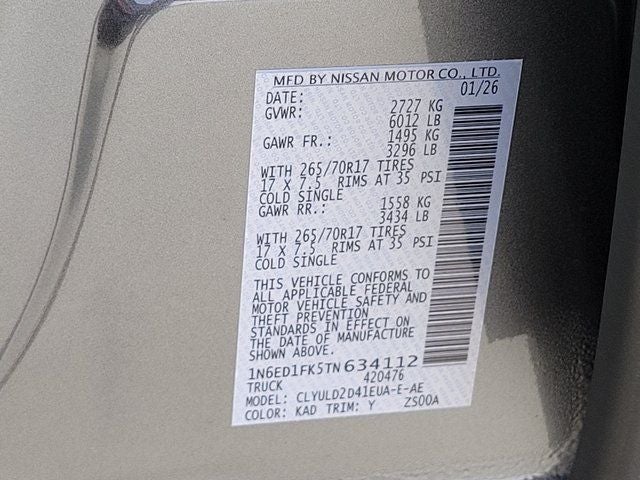 MFD BY NISSAN MOTOR CO., LTD.
DATE: 01/26
GVWR: 2727 KG
6012 LB
GAWR FR.: 1495 KG
3296 LB
WITH 265/70R17 TIRES
17 X 7.5 RIMS AT 35 PSI
COLD SINGLE
GAWR RR.: 1558 KG
3434 LB
WITH 265/70R17 TIRES
17 X 7.5 RIMS AT 35 PSI
COLD SINGLE
THIS VEHICLE CONFORMS TO
ALL APPLICABLE FEDERAL
MOTOR VEHICLE SAFETY AND
THEFT PREVENTION
STANDARDS IN EFFECT ON
THE DATE OF MANUFACTURE
SHOWN ABOVE.
1N6ED1FK5TN634112
TRUCK 420476
MODEL: CLYULD2D41EUA-E-AE
COLOR: KAD TRIM: Y ZS00A